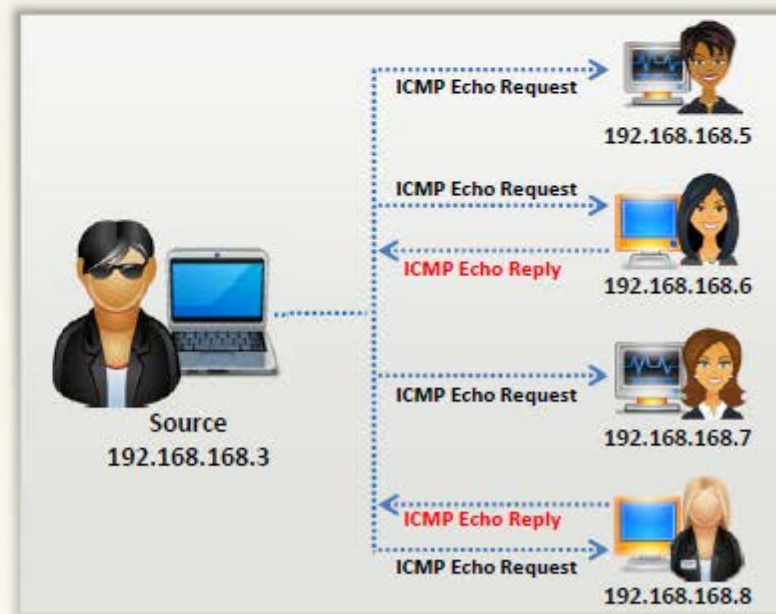 ICMP Echo Request
192.168.168.5
ICMP Echo Request
ICMP Echo Reply
192.168.168.6
Source
192.168.168.3
ICMP Echo Request
192.168.168.7
ICMP Echo Reply
ICMP Echo Request
192.168.168.8